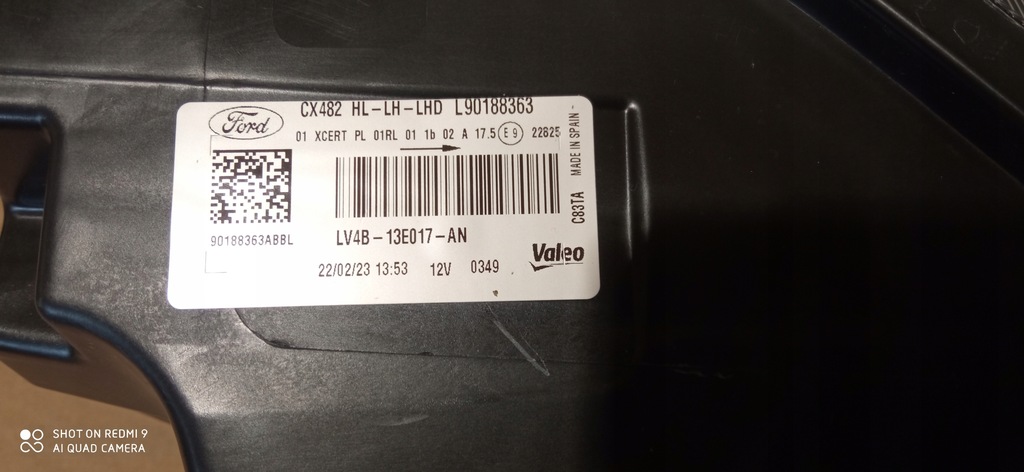 Ford
CX482 HL-LH-LHD L90188363
01 XCERT PL 01RL 01 1b 02 A 17.5 E9 22825
MADE IN SPAIN -
C83TA
90188363ABBL
LV4B-13E017-AN
Valeo
22/02/23 13:53 12V 0349
SHOT ON REDMI 9
AI QUAD CAMERA